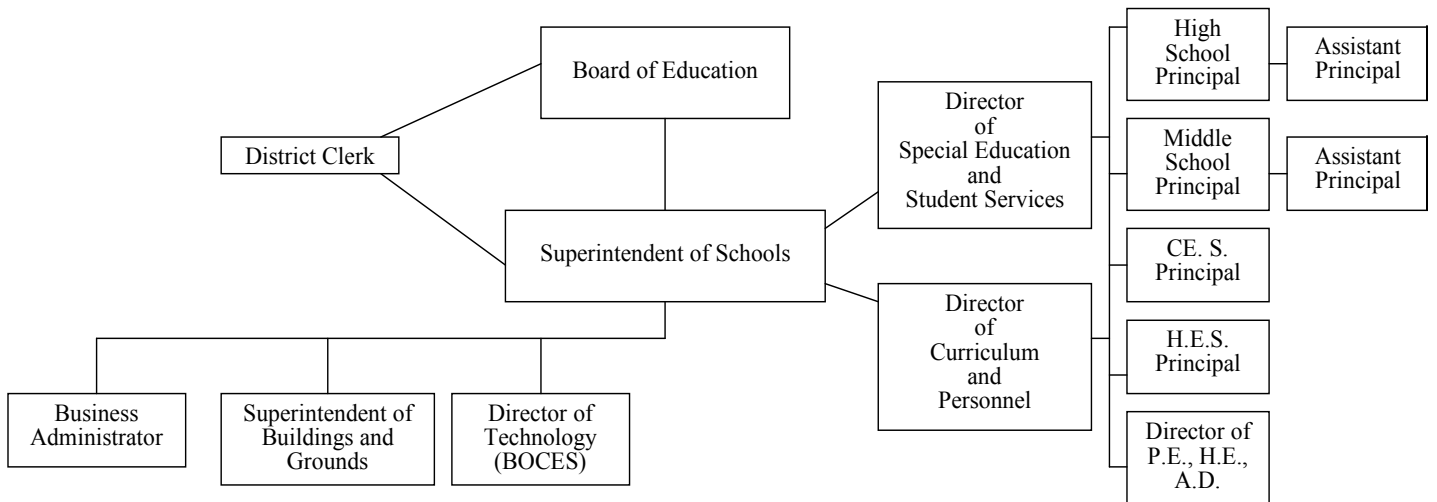 Board of Education
District Clerk
Superintendent of Schools
Business
Administrator
Superintendent of
Buildings and
Grounds
Director of
Technology
(BOCES)
Director
of
Special Education
and
Student Services
Director
of
Curriculum
and
Personnel
High
School
Principal
Assistant
Principal
Middle
School
Principal
Assistant
Principal
CE. S.
Principal
H.E.S.
Principal
Director of
P.E., H.E.,
A.D.